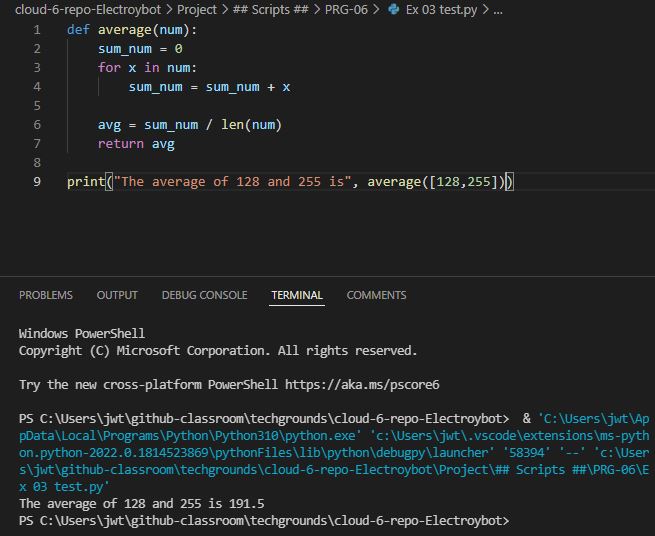 cloud-6-repo-Electroybot > Project > ## Scripts ## > PRG-06 > Ex 03 test.py > ...
1 def average(num):
2     sum_num = 0
3     for x in num:
4         sum_num = sum_num + x
5
6     avg = sum_num / len(num)
7     return avg
8
9 print("The average of 128 and 255 is", average([128,255]))
PROBLEMS OUTPUT DEBUG CONSOLE TERMINAL COMMENTS
Windows PowerShell
Copyright (C) Microsoft Corporation. All rights reserved.
Try the new cross-platform PowerShell https://aka.ms/pscore6
PS C:\Users\jwt\github-classroom\techgrounds\cloud-6-repo-Electroybot>  & 'C:\Users\jwt\Ap
pData\Local\Programs\Python\Python310\python.exe' 'c:\Users\jwt\.vscode\extensions\ms-pyth
on.python-2022.0.1814523869\pythonFiles\lib\python\debugpy\launcher' '58394' '--' 'c:\User
s\jwt\github-classroom\techgrounds\cloud-6-repo-Electroybot\Project\## Scripts ##\PRG-06\E
x 03 test.py'
The average of 128 and 255 is 191.5
PS C:\Users\jwt\github-classroom\techgrounds\cloud-6-repo-Electroybot>